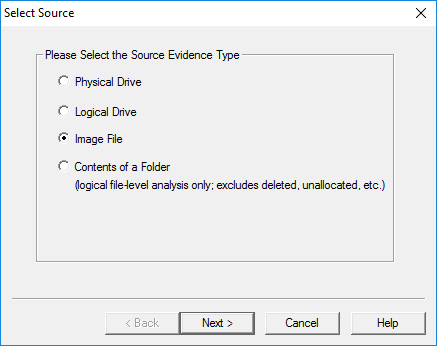 Select Source
Please Select the Source Evidence Type
Physical Drive
Logical Drive
Image File
Contents of a Folder
(logical file-level analysis only; excludes deleted, unallocated, etc.)
< Back Next > Cancel Help